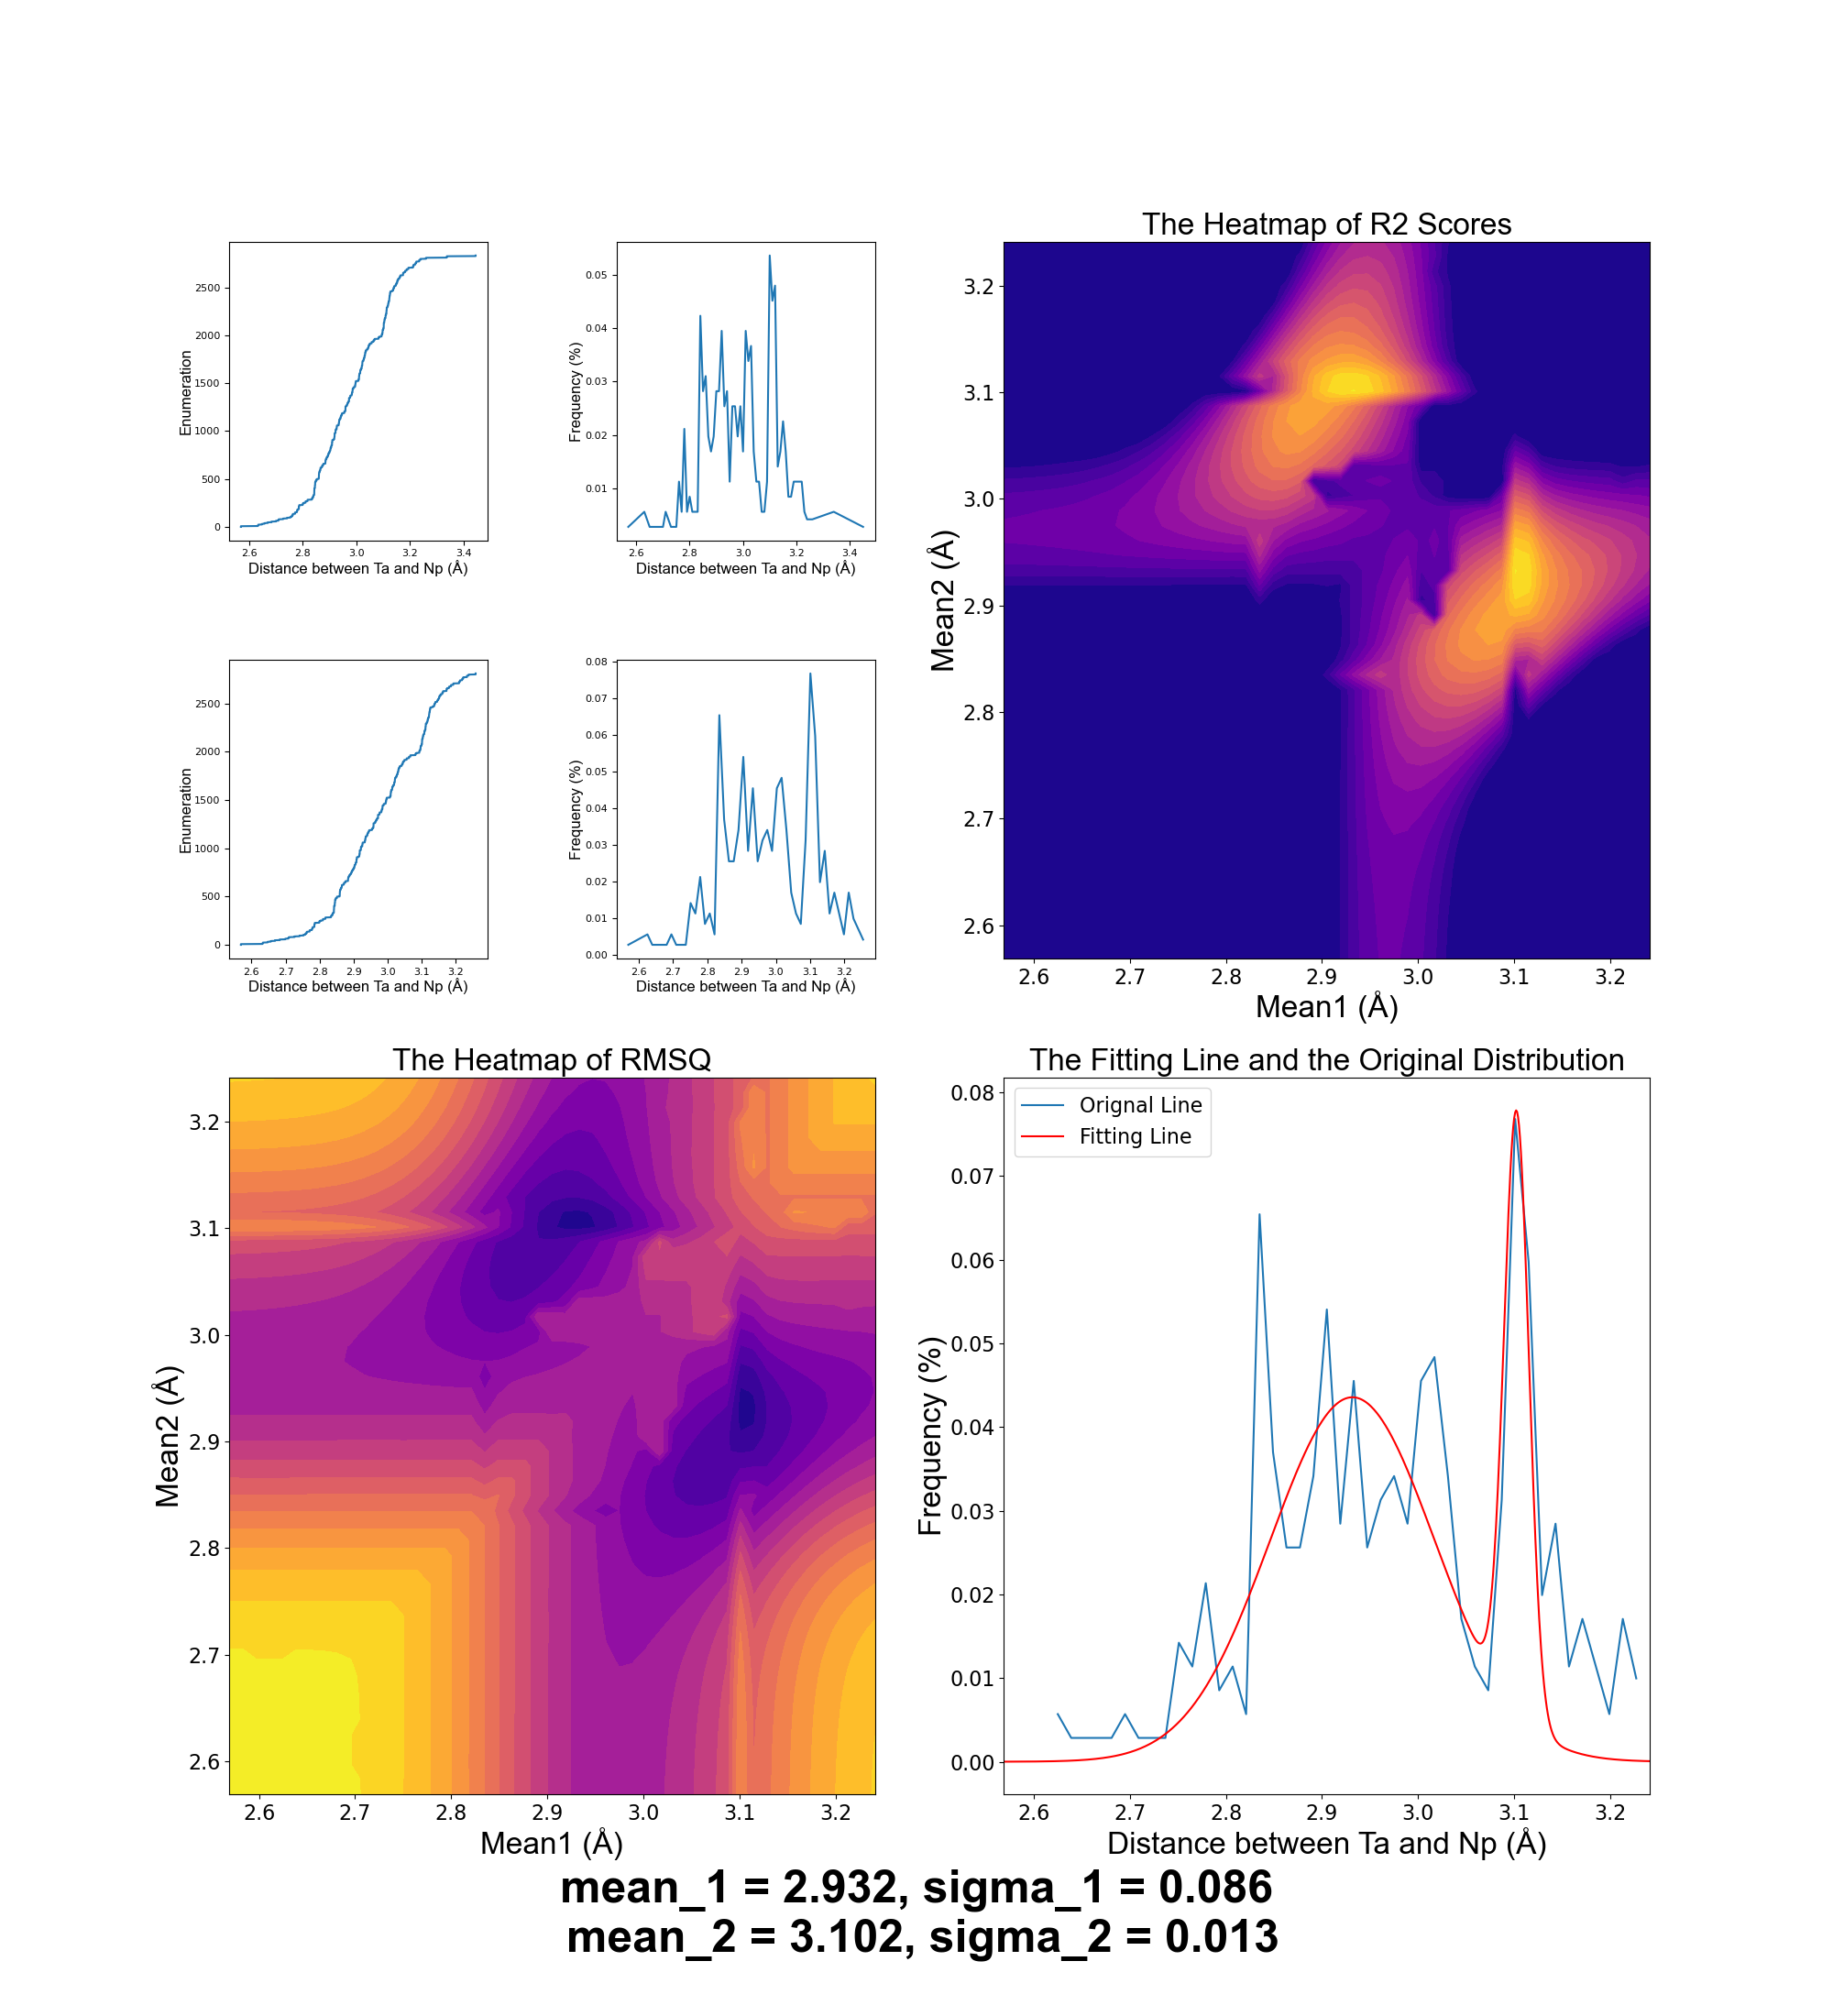 Enumeration
2500
2000
1500
1000
500
0
2.6 2.8 3.0 3.2 3.4
Distance between Ta and Np (Å)
Frequency (%)
0.05
0.04
0.03
0.02
0.01
2.6 2.8 3.0 3.2 3.4
Distance between Ta and Np (Å)
The Heatmap of R2 Scores
Mean2 (Å)
3.2
3.1
3.0
2.9
2.8
2.7
2.6
2.6 2.7 2.8 2.9 3.0 3.1 3.2
Mean1 (Å)
Enumeration
2500
2000
1500
1000
500
0
2.6 2.7 2.8 2.9 3.0 3.1 3.2
Distance between Ta and Np (Å)
Frequency (%)
0.08
0.07
0.06
0.05
0.04
0.03
0.02
0.01
0.00
2.6 2.7 2.8 2.9 3.0 3.1 3.2
Distance between Ta and Np (Å)
The Heatmap of RMSQ
Mean2 (Å)
3.2
3.1
3.0
2.9
2.8
2.7
2.6
2.6 2.7 2.8 2.9 3.0 3.1 3.2
Mean1 (Å)
The Fitting Line and the Original Distribution
Orignal Line
Fitting Line
Frequency (%)
0.08
0.07
0.06
0.05
0.04
0.03
0.02
0.01
0.00
2.6 2.7 2.8 2.9 3.0 3.1 3.2
Distance between Ta and Np (Å)
mean_1 = 2.932, sigma_1 = 0.086
mean_2 = 3.102, sigma_2 = 0.013